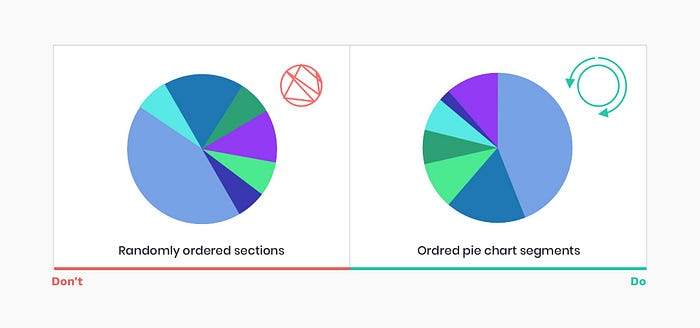 Randomly ordered sections
Ordred pie chart segments
Don't
Do